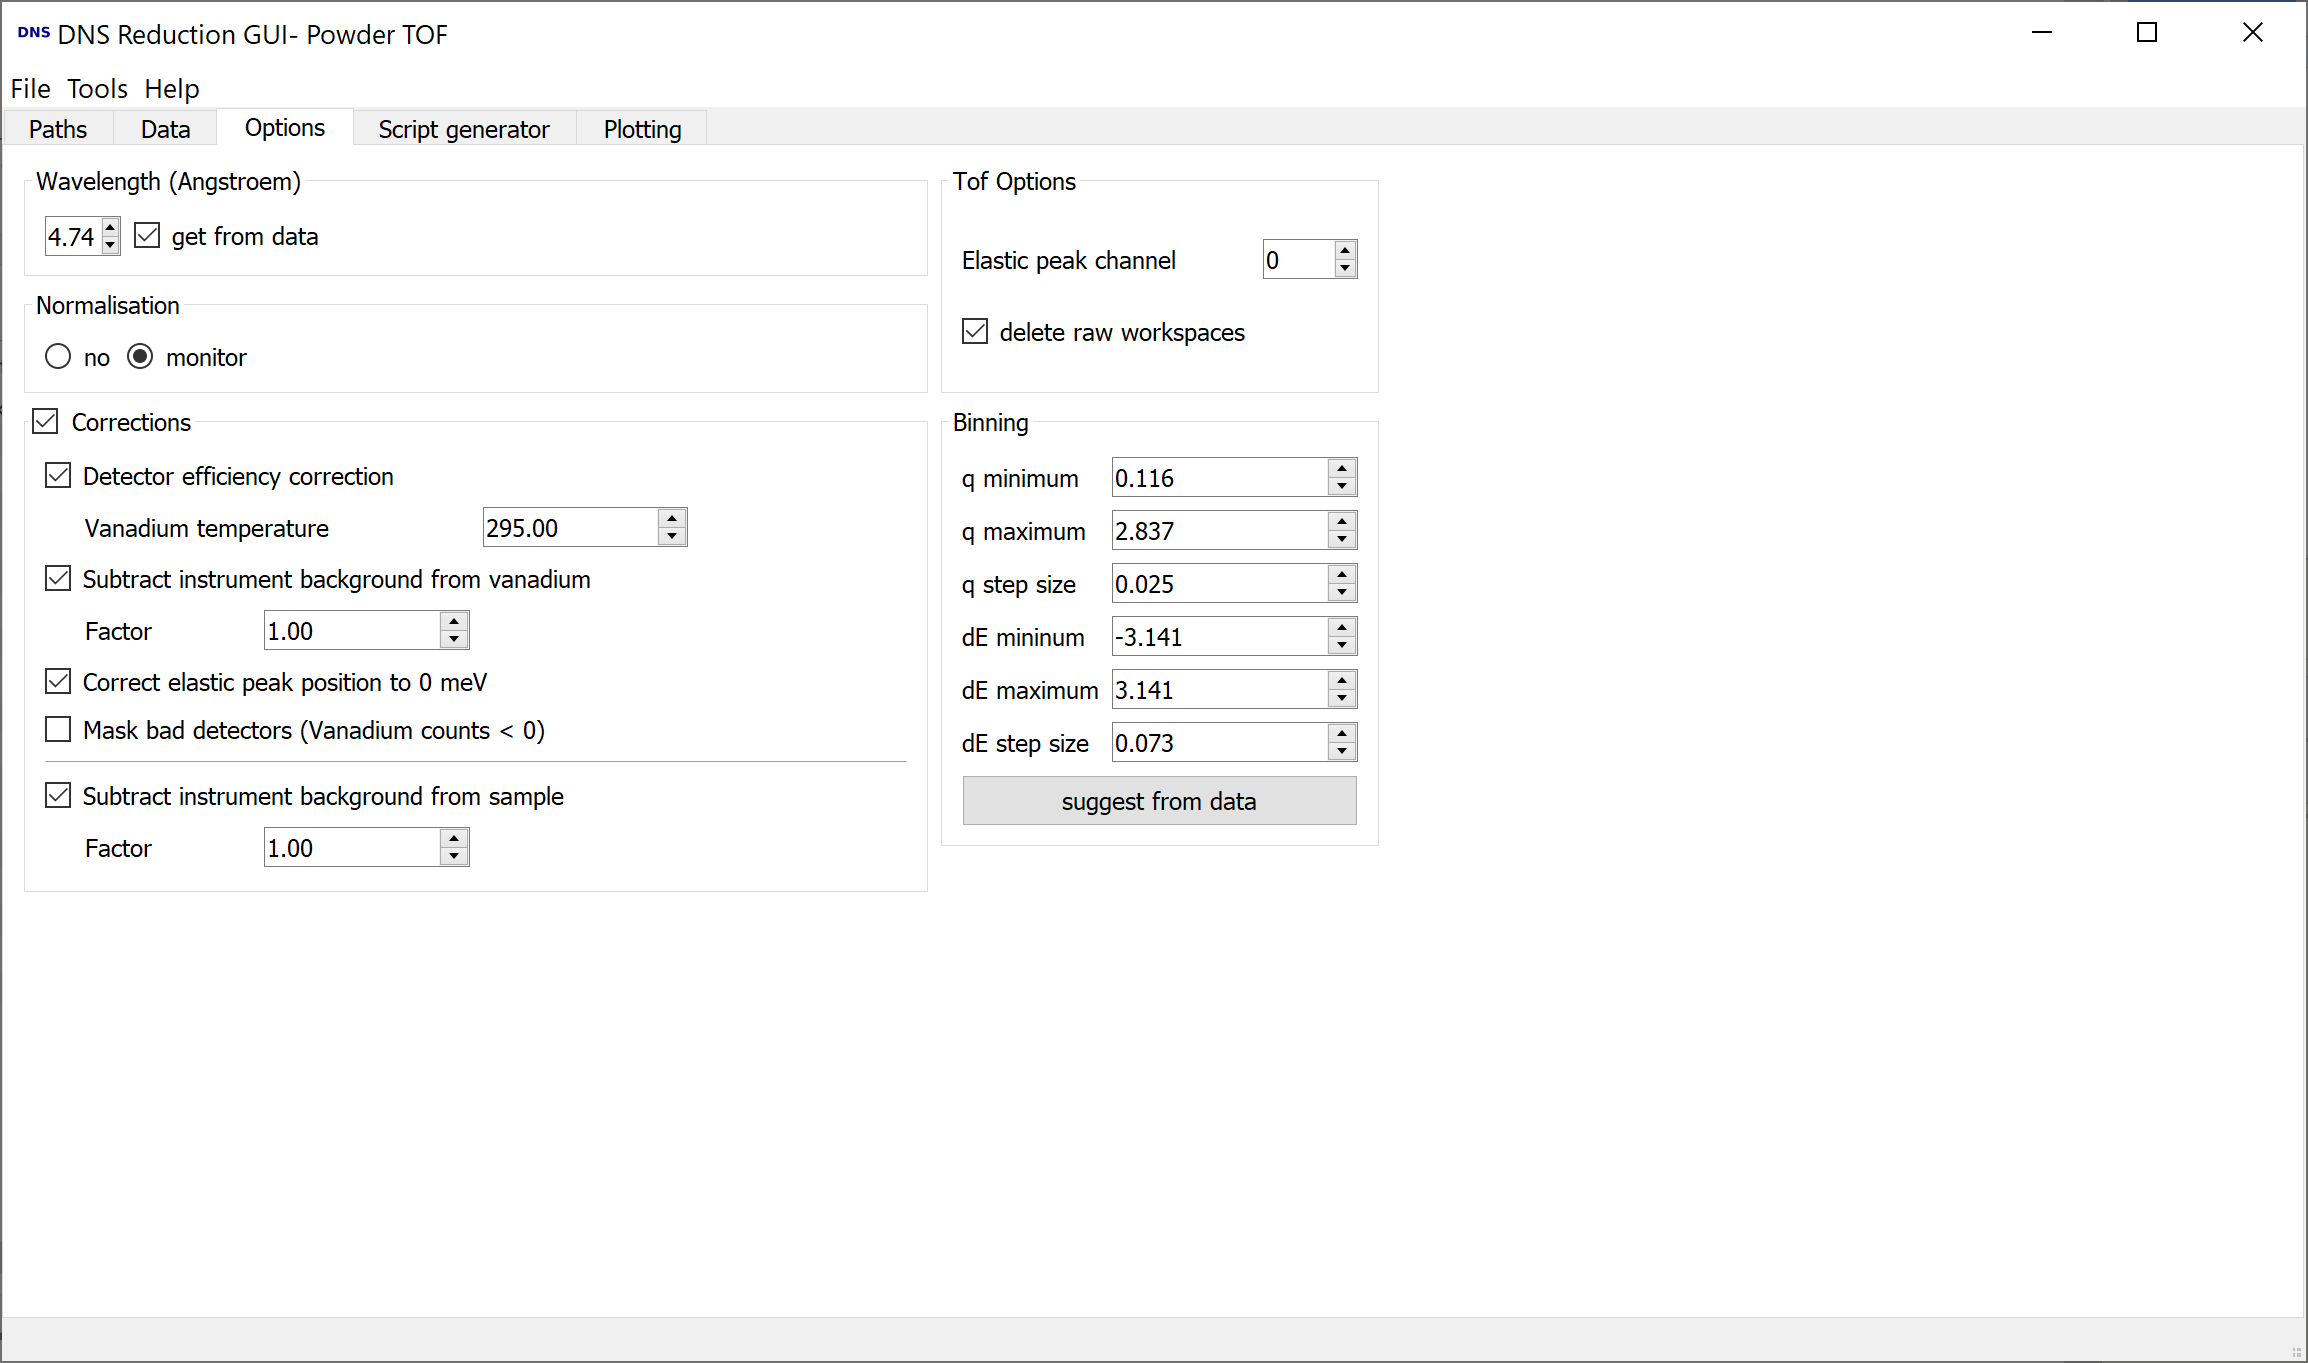 DNS DNS Reduction GUI- Powder TOF
File Tools Help
Paths Data Options Script generator Plotting
Wavelength (Angstroem)
4.74 get from data
Normalisation
no monitor
Corrections
Detector efficiency correction
Vanadium temperature 295.00
Subtract instrument background from vanadium
Factor 1.00
Correct elastic peak position to 0 meV
Mask bad detectors (Vanadium counts < 0)
Subtract instrument background from sample
Factor 1.00
Tof Options
Elastic peak channel 0
delete raw workspaces
Binning
q minimum 0.116
q maximum 2.837
q step size 0.025
dE mininum -3.141
dE maximum 3.141
dE step size 0.073
suggest from data